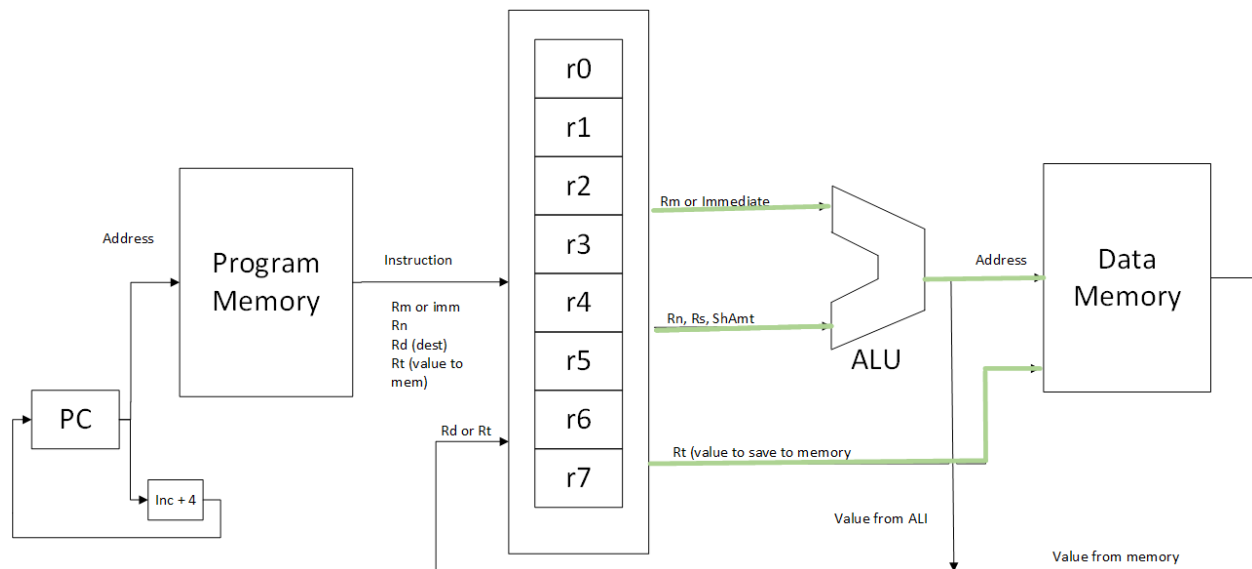 r0
r1
r2
r3
r4
r5
r6
r7
Address
Program
Memory
Instruction
Rm or imm
Rn
Rd (dest)
Rt (value to
mem)
PC
Inc + 4
Rd or Rt
Rm or Immediate
Rn, Rs, ShAmt
ALU
Rt (value to save to memory
Address
Data
Memory
Value from ALI
Value from memory